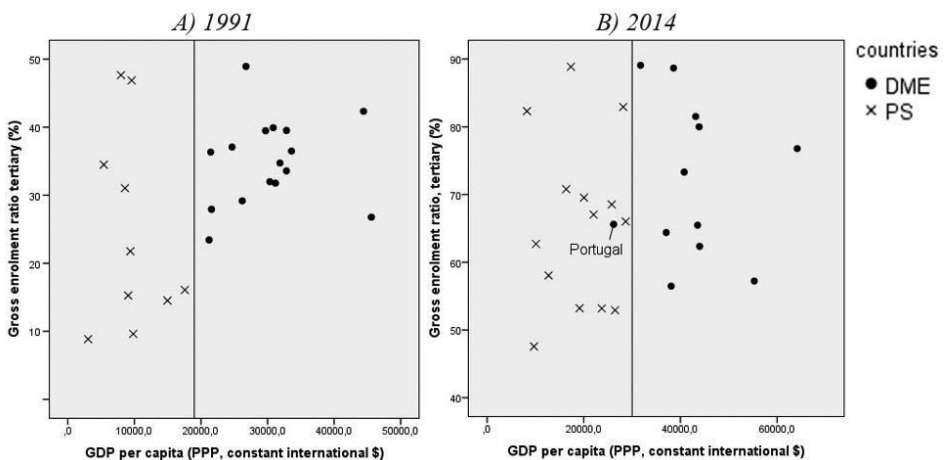 A) 1991
B) 2014
countries
DME
PS
Gross enrolment ratio tertiary (%)
50
40
30
20
10
,0
10000,0
20000,0
30000,0
40000,0
50000,0
GDP per capita (PPP, constant international $)
Gross enrolment ratio, tertiary (%)
90
80
70
60
50
40
Portugal
,0
20000,0
40000,0
60000,0
GDP per capita (PPP, constant international $)